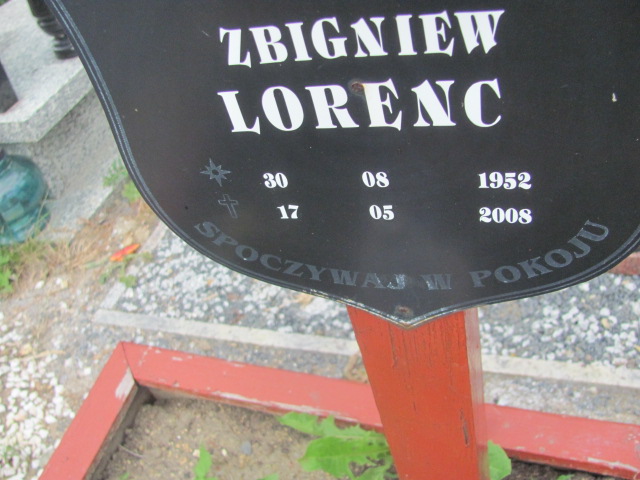 ZBIGNIEW
LORENC
30 08 1952
17 05 2008
SPOCZYWAJ W POKOJU